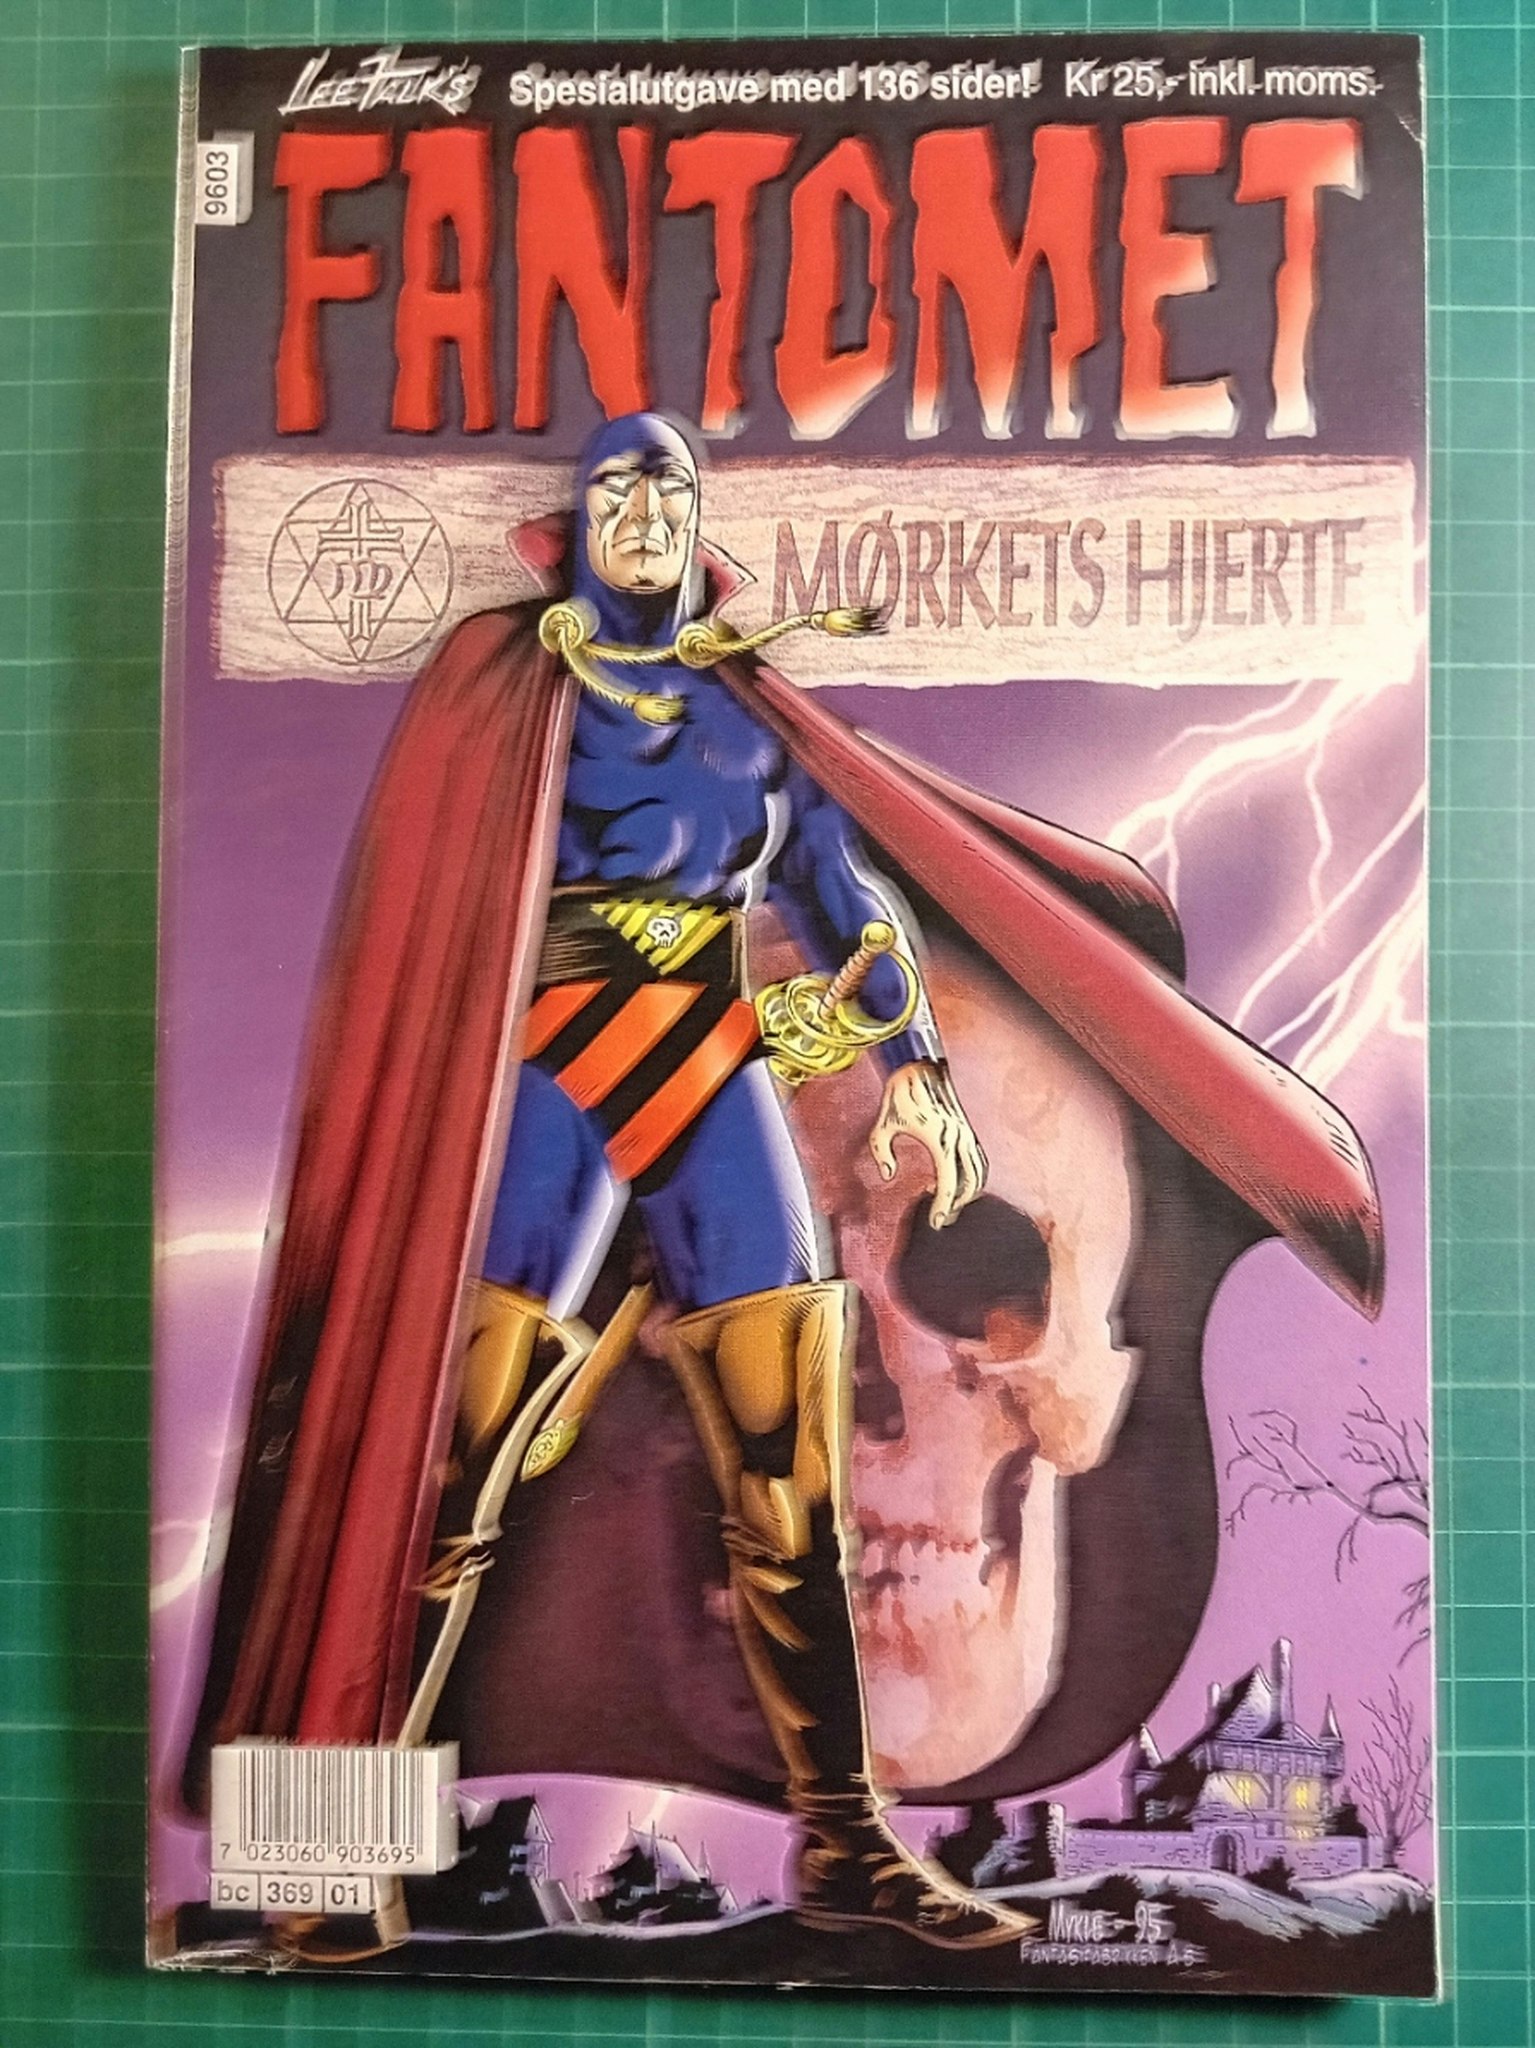 LEE FALK'S Spesialutgave med 136 sider! Kr 25,- inkl. moms.
9603
FANTOMET
MØRKETS HJERTE
7 023060 903695
bc 369 01
MYKLE - 95
FANTASIFABRIKKEN AS